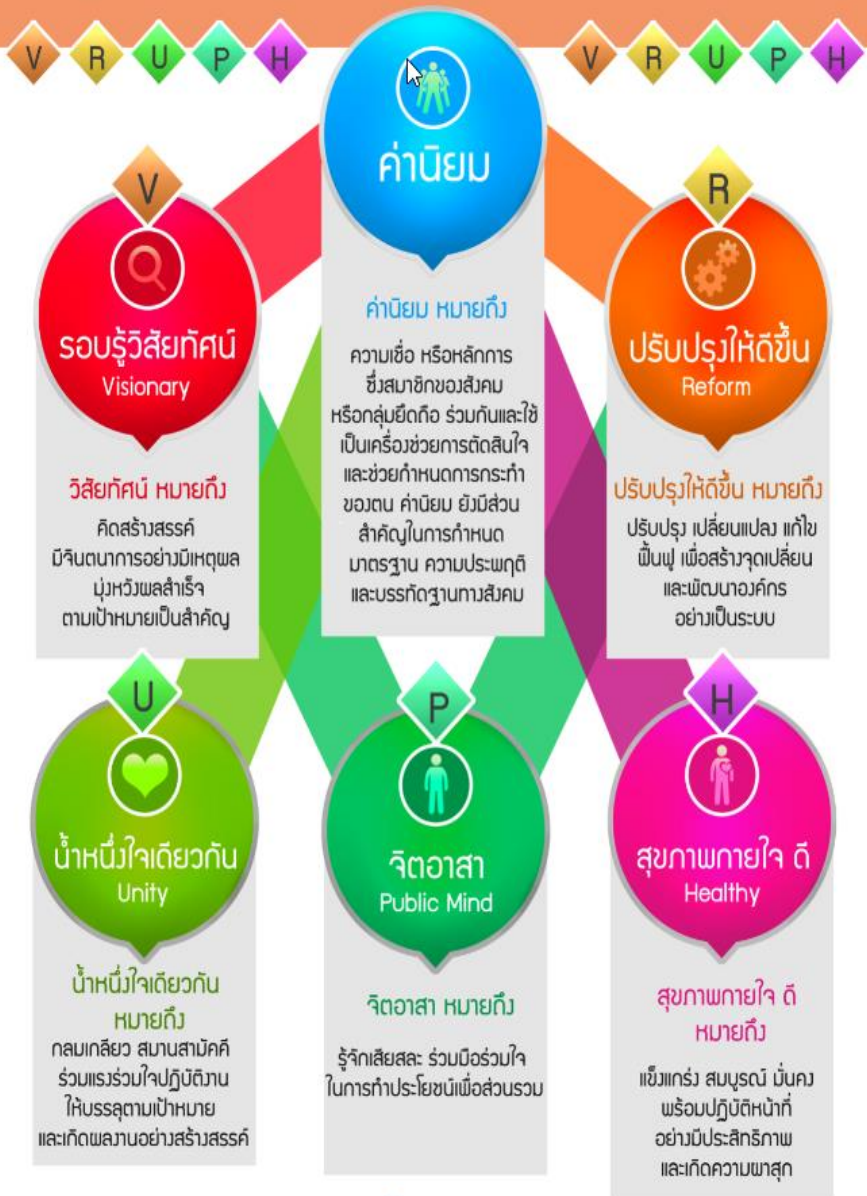 V R U P H
V R U P H
ค่านิยม
ค่านิยม หมายถึง
ความเชื่อ หรือหลักการ
ซึ่งสมาชิกของสังคม
หรือกลุ่มยึดถือ ร่วมกันและใช้
เป็นเครื่องช่วยการตัดสินใจ
และช่วยกำหนดการกระทำ
ของตน ค่านิยม ยังมีส่วน
สำคัญในการกำหนด
มาตรฐาน ความประพฤติ
และบรรทัดฐานทางสังคม
V
รอบรู้วิสัยทัศน์
Visionary
วิสัยทัศน์ หมายถึง
คิดสร้างสรรค์
มีจินตนาการอย่างมีเหตุผล
มุ่งหวังผลสำเร็จ
ตามเป้าหมายเป็นสำคัญ
R
ปรับปรุงให้ดีขึ้น
Reform
ปรับปรุงให้ดีขึ้น หมายถึง
ปรับปรุง เปลี่ยนแปลง แก้ไข
ฟื้นฟู เพื่อสร้างจุดเปลี่ยน
และพัฒนาองค์กร
อย่างเป็นระบบ
U
น้ำหนึ่งใจเดียวกัน
Unity
น้ำหนึ่งใจเดียวกัน
หมายถึง
กลมเกลียว สมานสามัคคี
ร่วมแรงร่วมใจปฏิบัติงาน
ให้บรรลุตามเป้าหมาย
และเกิดผลงานอย่างสร้างสรรค์
P
จิตอาสา
Public Mind
จิตอาสา หมายถึง
รู้จักเสียสละ ร่วมมือร่วมใจ
ในการทำประโยชน์เพื่อส่วนรวม
H
สุขภาพกายใจ ดี
Healthy
สุขภาพกายใจ ดี
หมายถึง
แข็งแกร่ง สมบูรณ์ มั่นคง
พร้อมปฏิบัติหน้าที่
อย่างมีประสิทธิภาพ
และเกิดความผาสุก